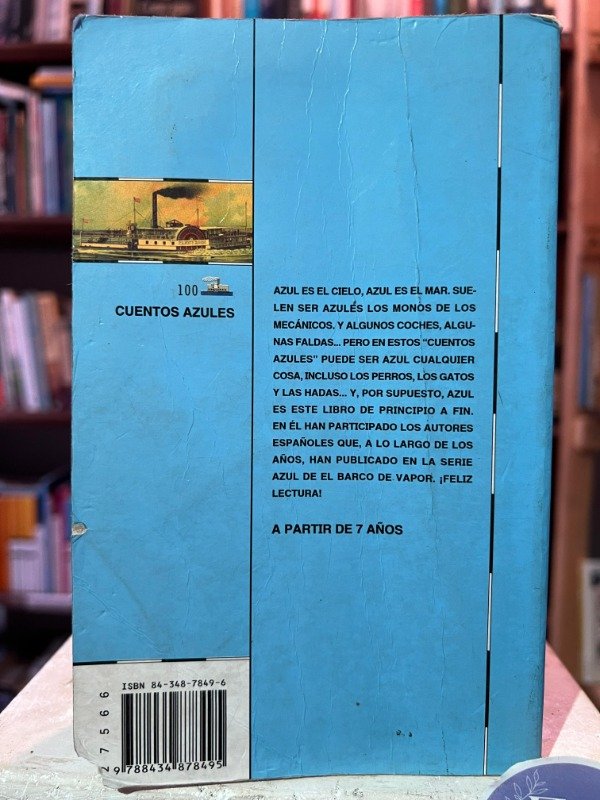 100
CUENTOS AZULES
AZUL ES EL CIELO, AZUL ES EL MAR. SUE-
LEN SER AZULES LOS MONOS DE LOS
MECÁNICOS. Y ALGUNOS COCHES, ALGU-
NAS FALDAS... PERO EN ESTOS “CUENTOS
AZULES” PUEDE SER AZUL CUALQUIER
COSA, INCLUSO LOS PERROS, LOS GATOS
Y LAS HADAS... Y, POR SUPUESTO, AZUL
ES ESTE LIBRO DE PRINCIPIO A FIN.
EN ÉL HAN PARTICIPADO LOS AUTORES
ESPAÑOLES QUE, A LO LARGO DE LOS
AÑOS, HAN PUBLICADO EN LA SERIE
AZUL DE EL BARCO DE VAPOR. ¡FELIZ
LECTURA!
A PARTIR DE 7 AÑOS
ISBN 84-348-7849-6
27566
9 788434 878495